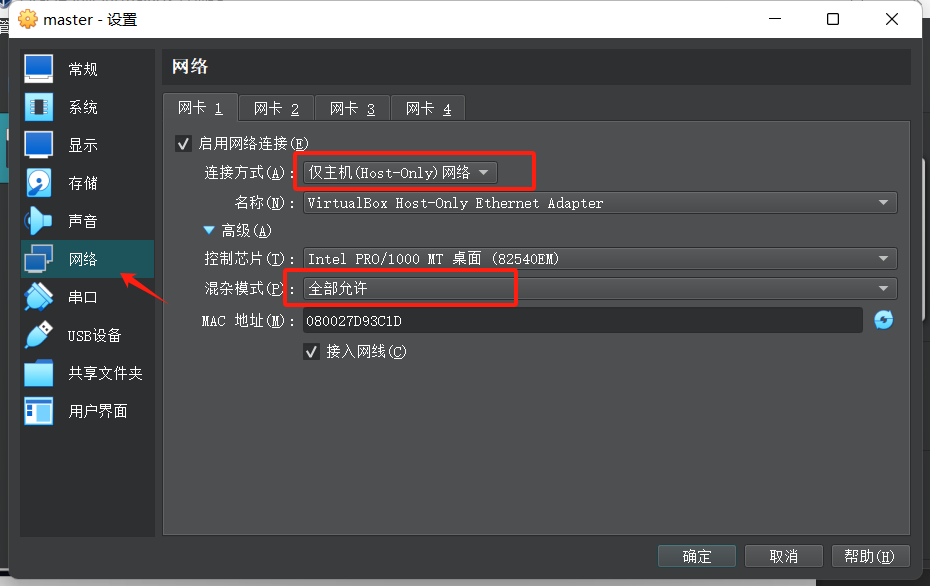 master - 设置
常规
系统
显示
存储
声音
网络
串口
USB设备
共享文件夹
用户界面
网络
网卡 1
网卡 2
网卡 3
网卡 4
启用网络连接(E)
连接方式(A): 仅主机(Host-Only)网络
名称(N): VirtualBox Host-Only Ethernet Adapter
高级(A)
控制芯片(T): Intel PRO/1000 MT 桌面 (82540EM)
混杂模式(P): 全部允许
MAC 地址(M): 080027D93C1D
接入网线(C)
确定
取消
帮助(H)